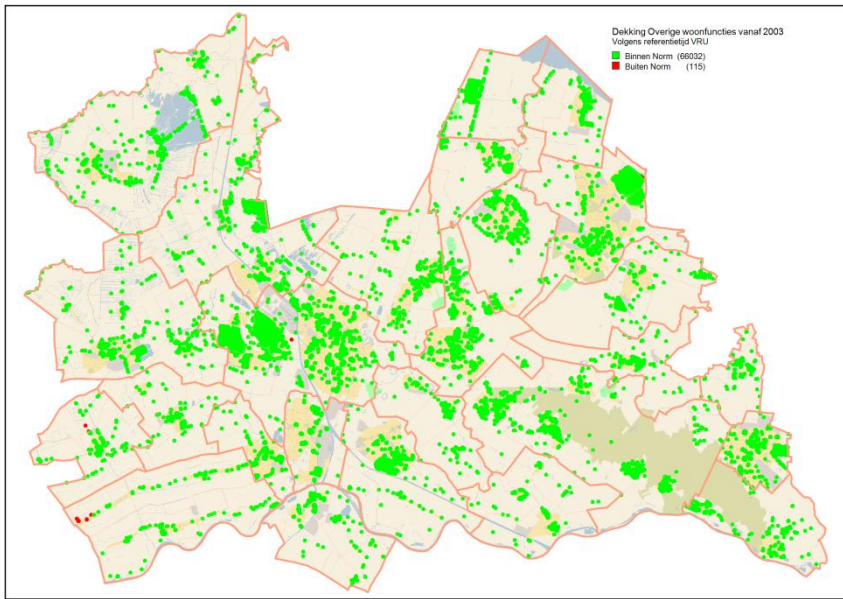 Dekking Overige woonfuncties vanaf 2003
Volgens referentietijd VRU
Binnen Norm (66032)
Buiten Norm (115)